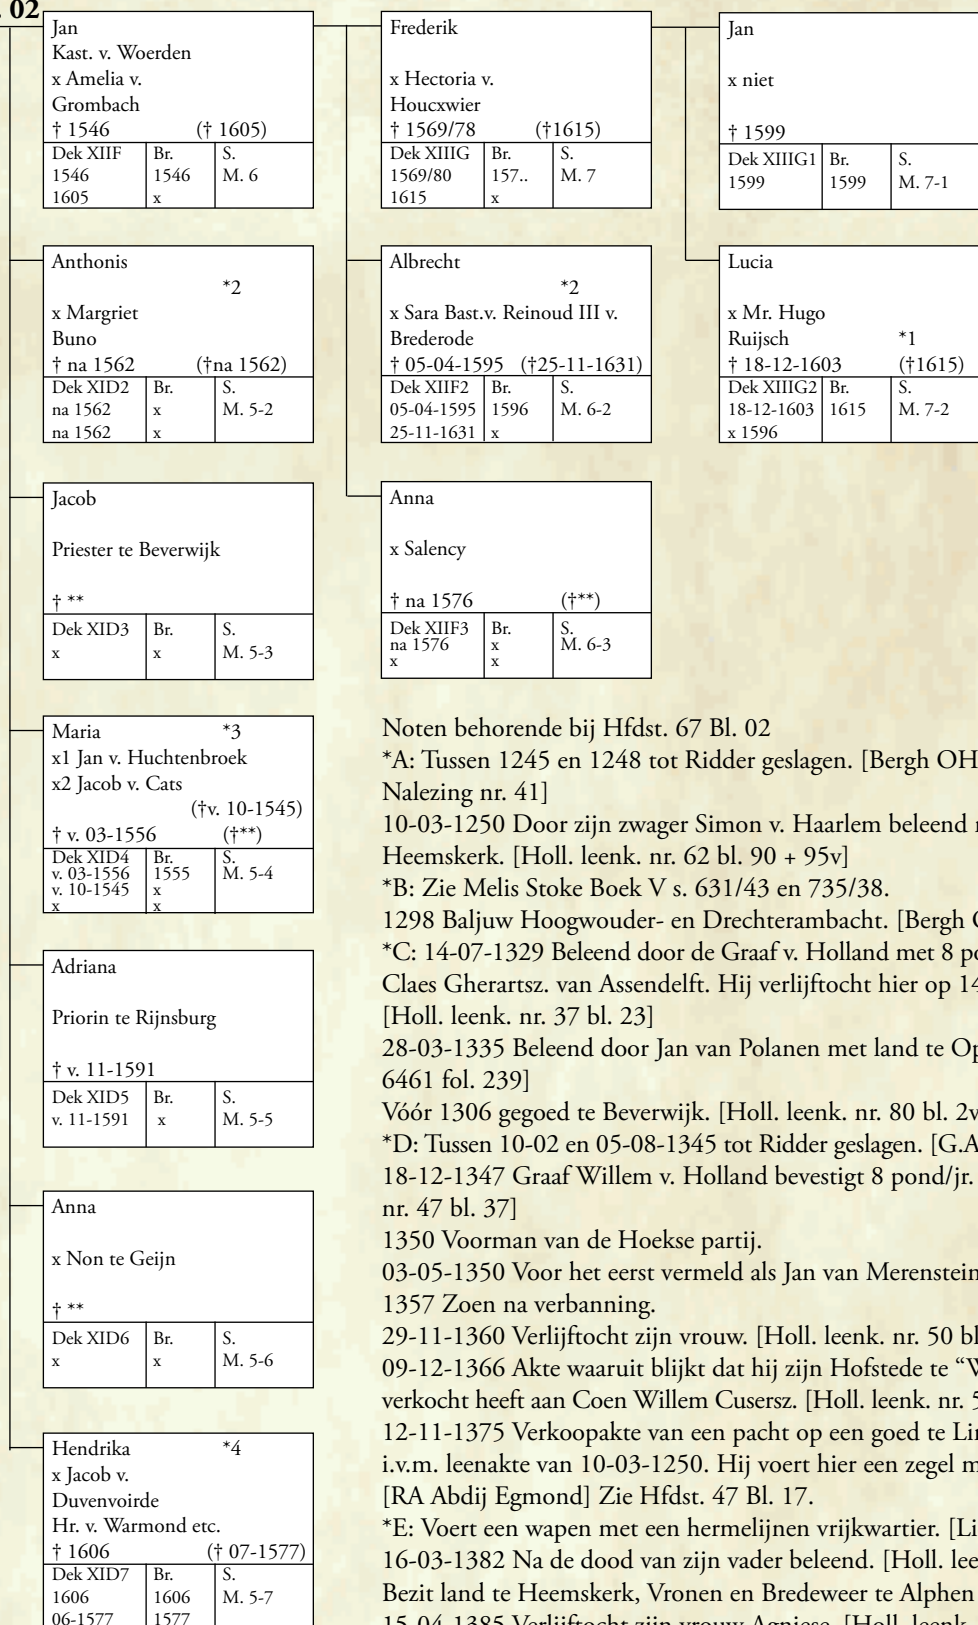 02
Jan
Kast. v. Woerden
x Amelia v.
Grombach
† 1546 († 1605)
Dek XIIF Br. S.
1546 1546 M. 6
1605 x
Frederik
x Hectoria v.
Houcxwier
† 1569/78 (†1615)
Dek XIIIG Br. S.
1569/80 157.. M. 7
1615 x
Jan
x niet
† 1599
Dek XIIIG1 Br. S.
1599 1599 M. 7-1
Anthonis
*2
x Margriet
Buno
† na 1562 (†na 1562)
Dek XID2 Br. S.
na 1562 x M. 5-2
na 1562 x
Albrecht
*2
x Sara Bast.v. Reinoud III v.
Brederode
† 05-04-1595 (†25-11-1631)
Dek XIIF2 Br. S.
05-04-1595 1596 M. 6-2
25-11-1631 x
Lucia
x Mr. Hugo
Ruijsch *1
† 18-12-1603 (†1615)
Dek XIIIG2 Br. S.
18-12-1603 1615 M. 7-2
x 1596
Jacob
Priester te Beverwijk
† **
Dek XID3 Br. S.
x x M. 5-3
Anna
x Salency
† na 1576 (†**)
Dek XIIF3 Br. S.
na 1576 x M. 6-3
x x
Maria *3
x1 Jan v. Huchtenbroek
x2 Jacob v. Cats
(†v. 10-1545)
† v. 03-1556 (†**)
Dek XID4 Br. S.
v. 03-1556 1555 M. 5-4
v. 10-1545 x
x x
Adriana
Priorin te Rijnsburg
† v. 11-1591
Dek XID5 Br. S.
v. 11-1591 x M. 5-5
Anna
x Non te Geijn
† **
Dek XID6 Br. S.
x x M. 5-6
Hendrika *4
x Jacob v.
Duvenvoirde
Hr. v. Warmond etc.
† 1606 († 07-1577)
Dek XID7 Br. S.
1606 1606 M. 5-7
06-1577 1577
Noten behorende bij Hfdst. 67 Bl. 02
*A: Tussen 1245 en 1248 tot Ridder geslagen. [Bergh OH
Nalezing nr. 41]
10-03-1250 Door zijn zwager Simon v. Haarlem beleend
Heemskerk. [Holl. leenk. nr. 62 bl. 90 + 95v]
*B: Zie Melis Stoke Boek V s. 631/43 en 735/38.
1298 Baljuw Hoogwouder- en Drechterambacht. [Bergh
*C: 14-07-1329 Beleend door de Graaf v. Holland met 8
Claes Gherartsz. van Assendelft. Hij verlijftocht hier op 14
[Holl. leenk. nr. 37 bl. 23]
28-03-1335 Beleend door Jan van Polanen met land te Op
6461 fol. 239]
Vóór 1306 gegoed te Beverwijk. [Holl. leenk. nr. 80 bl. 2v
*D: Tussen 10-02 en 05-08-1345 tot Ridder geslagen. [G.A
18-12-1347 Graaf Willem v. Holland bevestigt 8 pond/jr.
nr. 47 bl. 37]
1350 Voorman van de Hoekse partij.
03-05-1350 Voor het eerst vermeld als Jan van Merenstein
1357 Zoen na verbanning.
29-11-1360 Verlijftocht zijn vrouw. [Holl. leenk. nr. 50 bl
09-12-1366 Akte waaruit blijkt dat hij zijn Hofstede te “
verkocht heeft aan Coen Willem Cusersz. [Holl. leenk. nr. 5
12-11-1375 Verkoopakte van een pacht op een goed te Li
i.v.m. leenakte van 10-03-1250. Hij voert hier een zegel
[RA Abdij Egmond] Zie Hfdst. 47 Bl. 17.
*E: Voert een wapen met een hermelijnen vrijkwartier. [Li
16-03-1382 Na de dood van zijn vader beleend. [Holl. lee
Bezit land te Heemskerk, Vronen en Bredeweer te Alphen
15-04-1385 Verlijftocht zijn vrouw Agniese. [Holl. leenk.